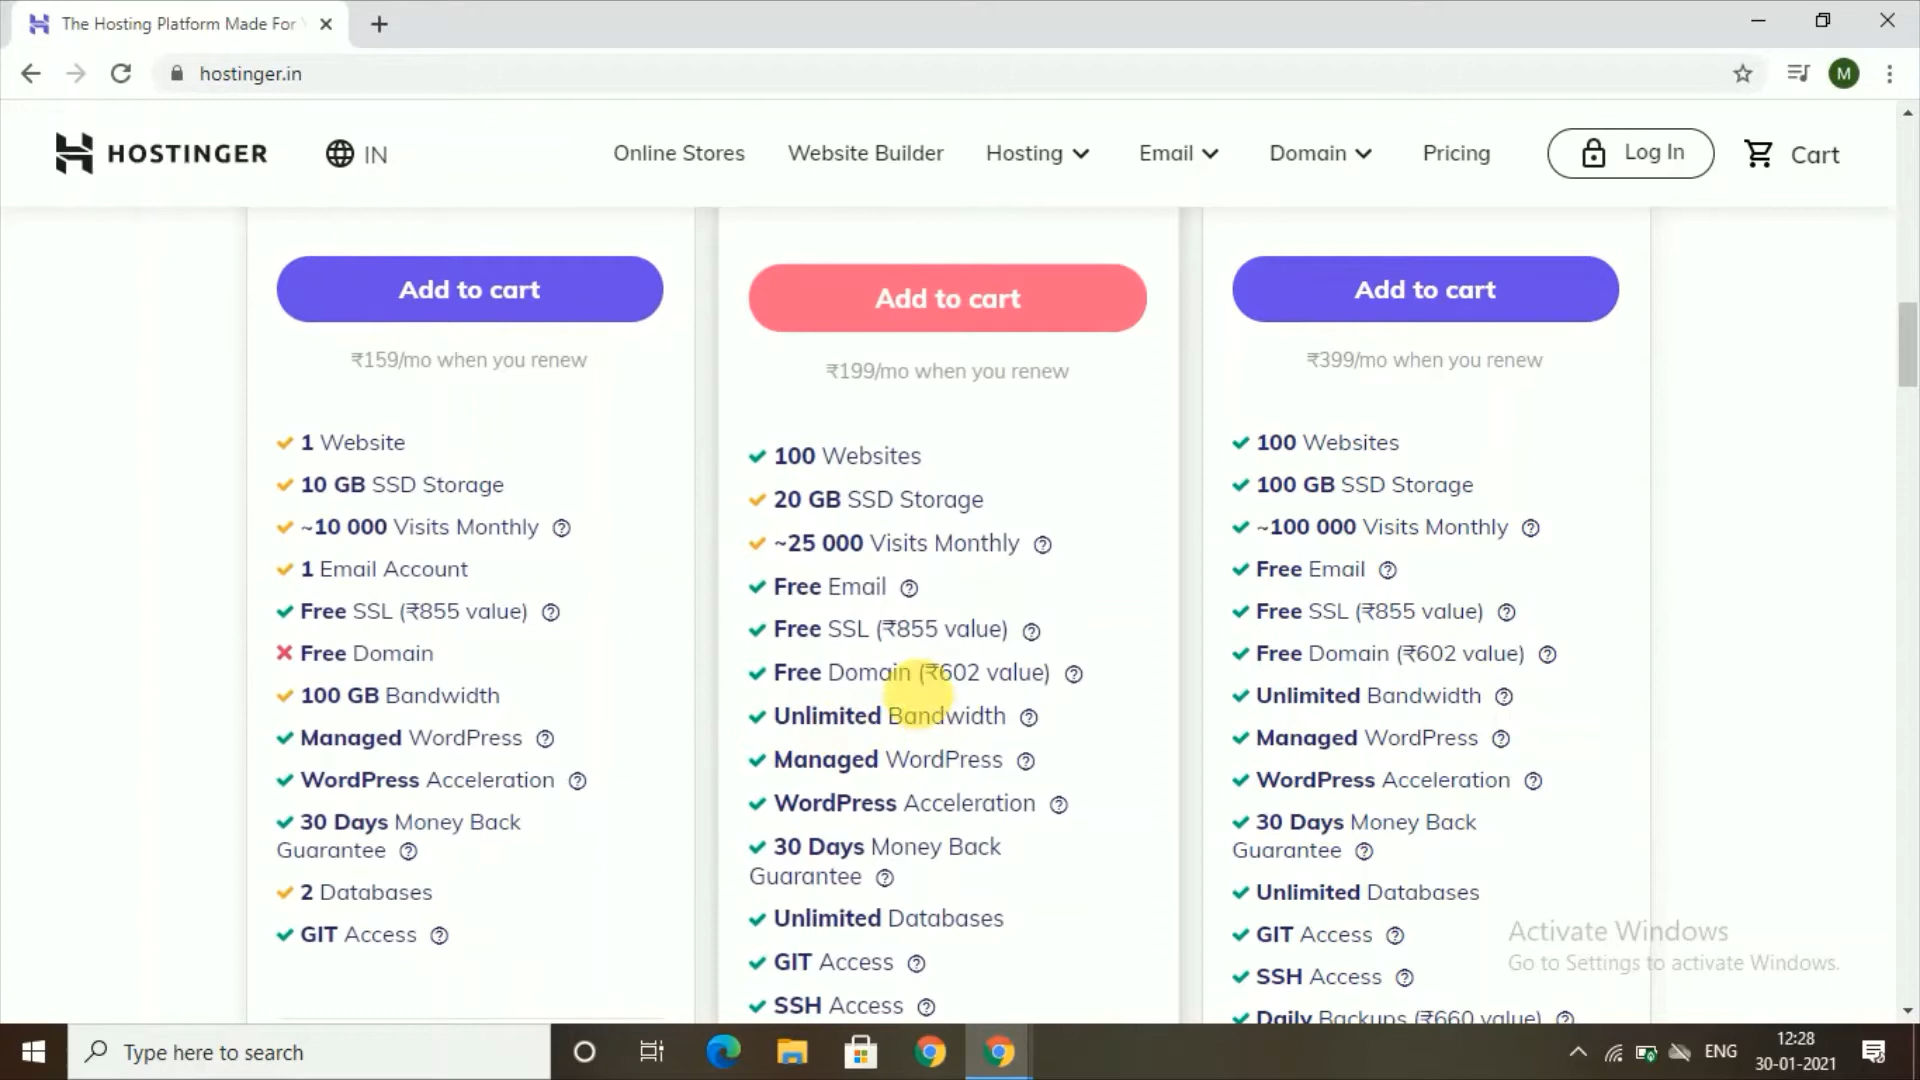 The Hosting Platform Made For
hostinger.in
M
HOSTINGER
IN
Online Stores
Website Builder
Hosting
Email
Domain
Pricing
Log In
Cart
Add to cart
₹159/mo when you renew
1 Website
10 GB SSD Storage
~10 000 Visits Monthly
1 Email Account
Free SSL (₹855 value)
Free Domain
100 GB Bandwidth
Managed WordPress
WordPress Acceleration
30 Days Money Back
Guarantee
2 Databases
GIT Access
Add to cart
₹199/mo when you renew
100 Websites
20 GB SSD Storage
~25 000 Visits Monthly
Free Email
Free SSL (₹855 value)
Free Domain (₹602 value)
Unlimited Bandwidth
Managed WordPress
WordPress Acceleration
30 Days Money Back
Guarantee
Unlimited Databases
GIT Access
SSH Access
Add to cart
₹399/mo when you renew
100 Websites
100 GB SSD Storage
~100 000 Visits Monthly
Free Email
Free SSL (₹855 value)
Free Domain (₹602 value)
Unlimited Bandwidth
Managed WordPress
WordPress Acceleration
30 Days Money Back
Guarantee
Unlimited Databases
GIT Access
SSH Access
Daily Backups (₹660 value)
Activate Windows
Go to Settings to activate Windows.
Type here to search
ENG
12:28
30-01-2021